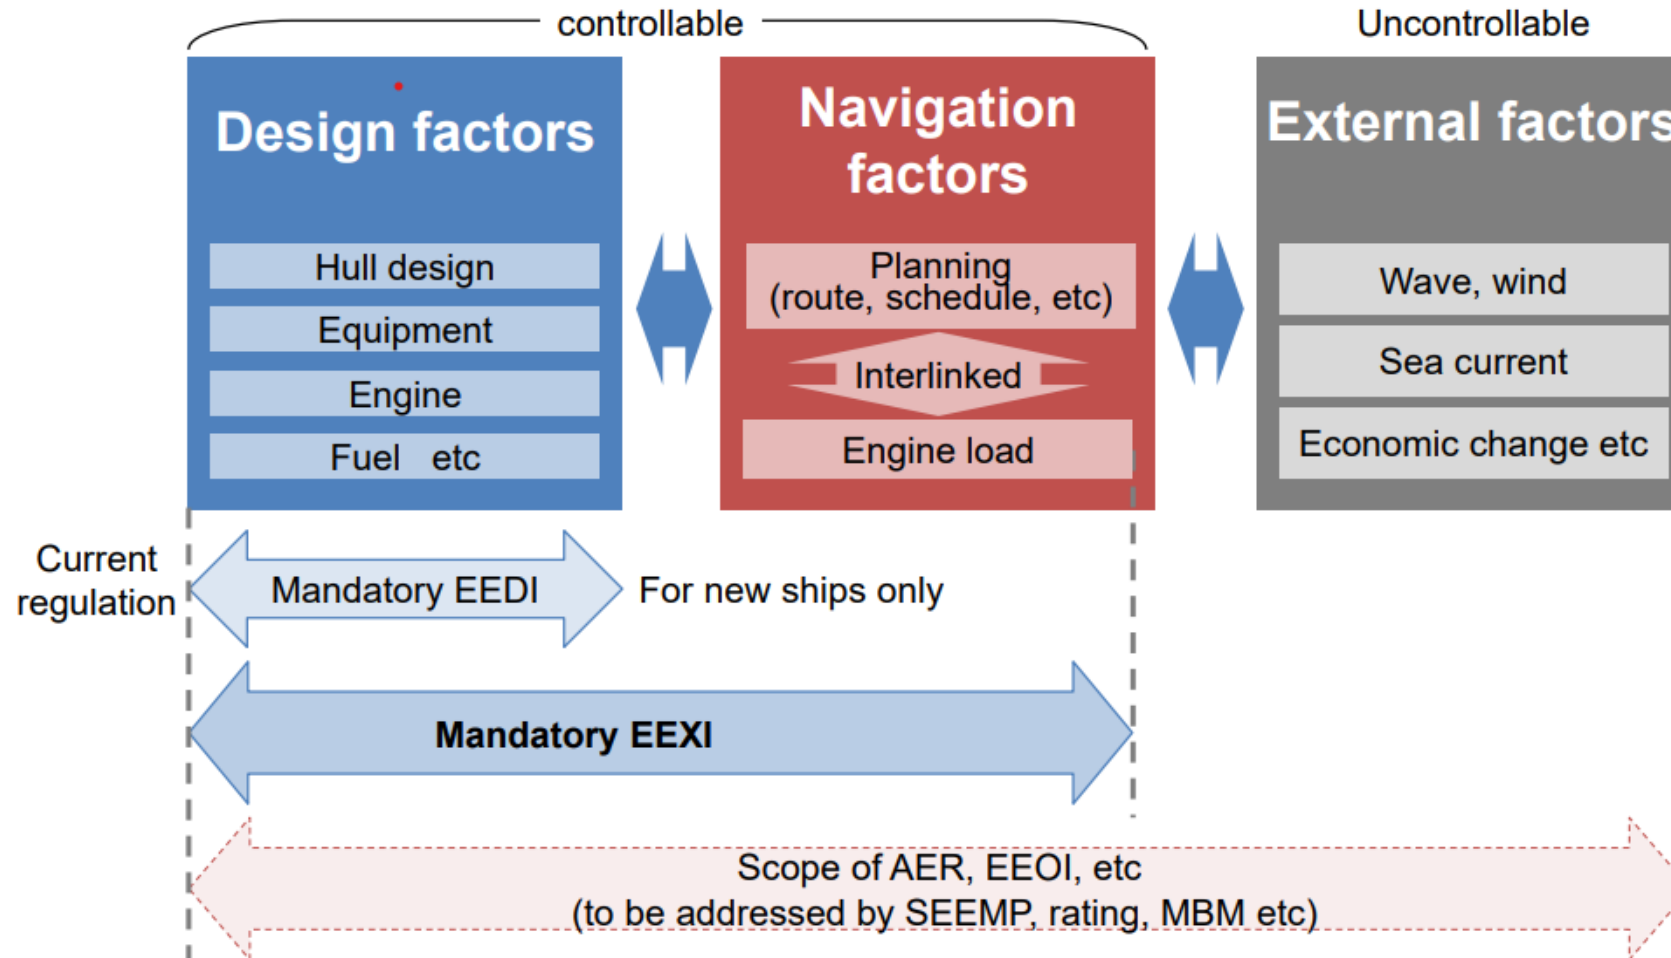 controllable
Uncontrollable
Design factors
Hull design
Equipment
Engine
Fuel etc
Navigation
factors
Planning
(route, schedule, etc)
Interlinked
Engine load
External factors
Wave, wind
Sea current
Economic change etc
Current
regulation
Mandatory EEDI
For new ships only
Mandatory EEXI
Scope of AER, EEOI, etc
(to be addressed by SEEMP, rating, MBM etc)